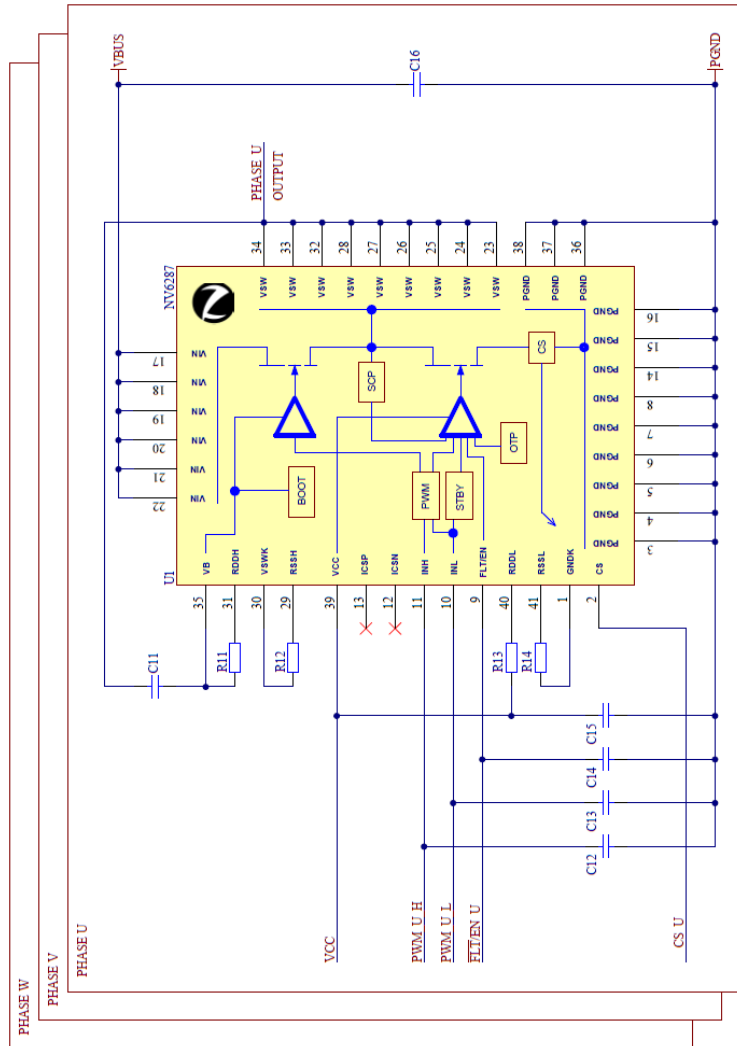 PHASE W
PHASE V
PHASE U
VBUS
C16
PGND
PHASE_U
OUTPUT
34
33
32
28
27
26
25
24
23
38
37
36
NV6287
VSW
VSW
VSW
VSW
VSW
VSW
VSW
VSW
VSW
PGND
PGND
PGND
VIN 17
VIN 18
VIN 19
VIN 20
VIN 21
VIN 22
PGND 16
PGND 15
PGND 14
PGND 8
PGND 7
PGND 6
PGND 5
PGND 4
PGND 3
SCP
CS
BOOT
PWM
STBY
OTP
U1
VB
RDDH
VSWK
RSSH
VCC
ICSP
ICSN
INH
INL
FLT/EN
RDDL
RSSL
GNDK
CS
35
31
30
29
39
13
12
11
10
9
40
41
1
2
C11
R11
R12
R13
R14
C15
C14
C13
C12
VCC
PWM_U_H
PWM_U_L
FLT/EN_U
CS_U